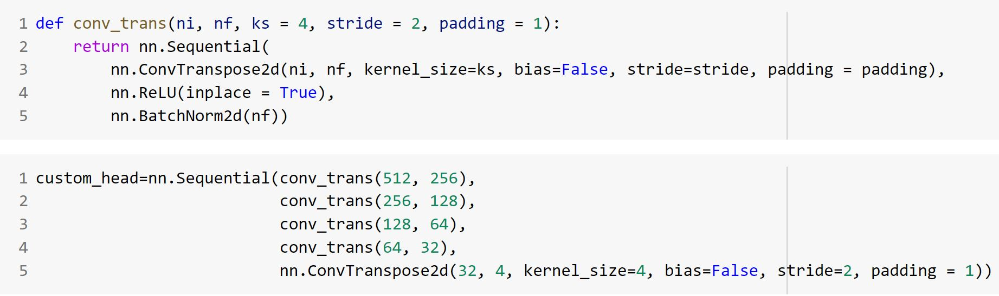 1 def conv_trans(ni, nf, ks = 4, stride = 2, padding = 1):
2     return nn.Sequential(
3         nn.ConvTranspose2d(ni, nf, kernel_size=ks, bias=False, stride=stride, padding = padding),
4         nn.ReLU(inplace = True),
5         nn.BatchNorm2d(nf))
1 custom_head=nn.Sequential(conv_trans(512, 256),
2                           conv_trans(256, 128),
3                           conv_trans(128, 64),
4                           conv_trans(64, 32),
5                           nn.ConvTranspose2d(32, 4, kernel_size=4, bias=False, stride=2, padding = 1))